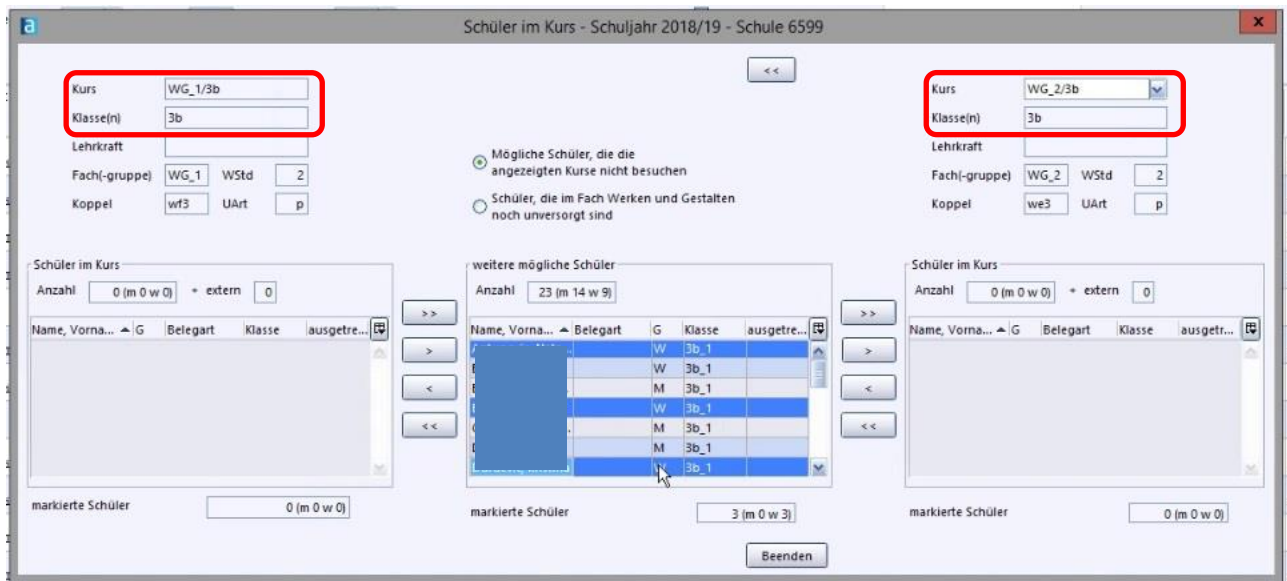 a Schüler im Kurs - Schuljahr 2018/19 - Schule 6599 x
<<
Kurs WG_1/3b
Klasse(n) 3b
Lehrkraft
Fach(-gruppe) WG_1 WStd 2
Koppel wf3 UArt p
Mögliche Schüler, die die
angezeigten Kurse nicht besuchen
Schüler, die im Fach Werken und Gestalten
noch unversorgt sind
Kurs WG_2/3b
Klasse(n) 3b
Lehrkraft
Fach(-gruppe) WG_2 WStd 2
Koppel we3 UArt p
Schüler im Kurs
Anzahl 0 (m 0 w 0) + extern 0
Name, Vorna... G Belegart Klasse ausgetre...
markierte Schüler 0 (m 0 w 0)
>>
>
<
<<
weitere mögliche Schüler
Anzahl 23 (m 14 w 9)
Name, Vorna... Belegart G Klasse ausgetre...
W 3b_1
W 3b_1
M 3b_1
W 3b_1
M 3b_1
M 3b_1
W 3b_1
markierte Schüler 3 (m 0 w 3)
>>
>
<
<<
Schüler im Kurs
Anzahl 0 (m 0 w 0) + extern 0
Name, Vorna... G Belegart Klasse ausgetr...
markierte Schüler 0 (m 0 w 0)
Beenden